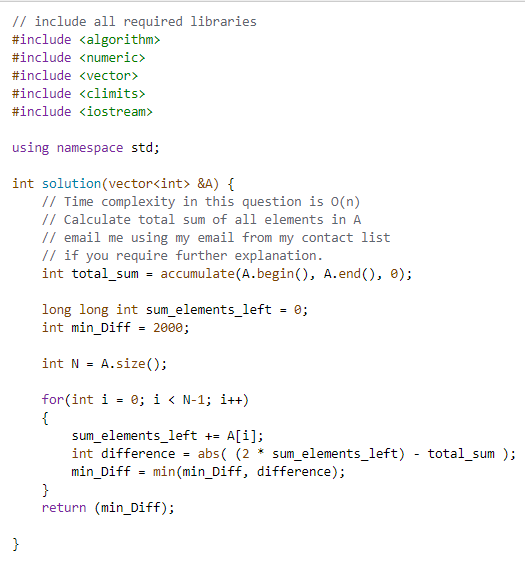 // include all required libraries
#include <algorithm>
#include <numeric>
#include <vector>
#include <climits>
#include <iostream>
using namespace std;
int solution(vector<int> &A) {
// Time complexity in this question is O(n)
// Calculate total sum of all elements in A
// email me using my email from my contact list
// if you require further explanation.
int total_sum = accumulate(A.begin(), A.end(), 0);
long long int sum_elements_left = 0;
int min_Diff = 2000;
int N = A.size();
for(int i = 0; i < N-1; i++)
{
sum_elements_left += A[i];
int difference = abs( (2 * sum_elements_left) - total_sum );
min_Diff = min(min_Diff, difference);
}
return (min_Diff);
}